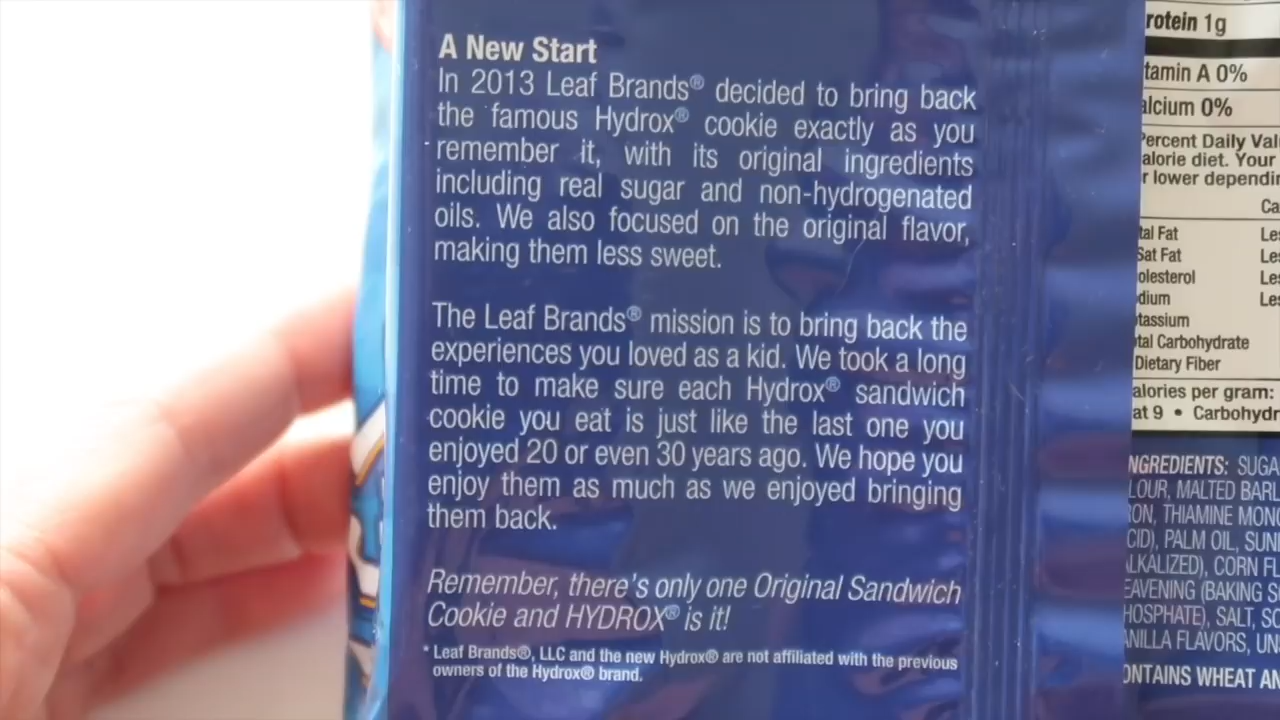 A New Start
In 2013 Leaf Brands® decided to bring back
the famous Hydrox® cookie exactly as you
remember it, with its original ingredients
including real sugar and non-hydrogenated
oils. We also focused on the original flavor,
making them less sweet.
The Leaf Brands® mission is to bring back the
experiences you loved as a kid. We took a long
time to make sure each Hydrox® sandwich
cookie you eat is just like the last one you
enjoyed 20 or even 30 years ago. We hope you
enjoy them as much as we enjoyed bringing
them back.
Remember, there's only one Original Sandwich
Cookie and HYDROX® is it!
* Leaf Brands®, LLC and the new Hydrox® are not affiliated with the previous
owners of the Hydrox® brand.
rotein 1g
tamin A 0%
alcium 0%
Percent Daily Val
alorie diet. Your
r lower dependin
Ca
tal Fat Les
Sat Fat Les
olesterol Les
dium Les
tassium
tal Carbohydrate
Dietary Fiber
alories per gram:
at 9 • Carbohydr
NGREDIENTS: SUGA
LOUR, MALTED BARL
RON, THIAMINE MONO
CID), PALM OIL, SUN
LKALIZED), CORN FL
EAVENING (BAKING S
HOSPHATE), SALT, SO
ANILLA FLAVORS, UN
ONTAINS WHEAT AN